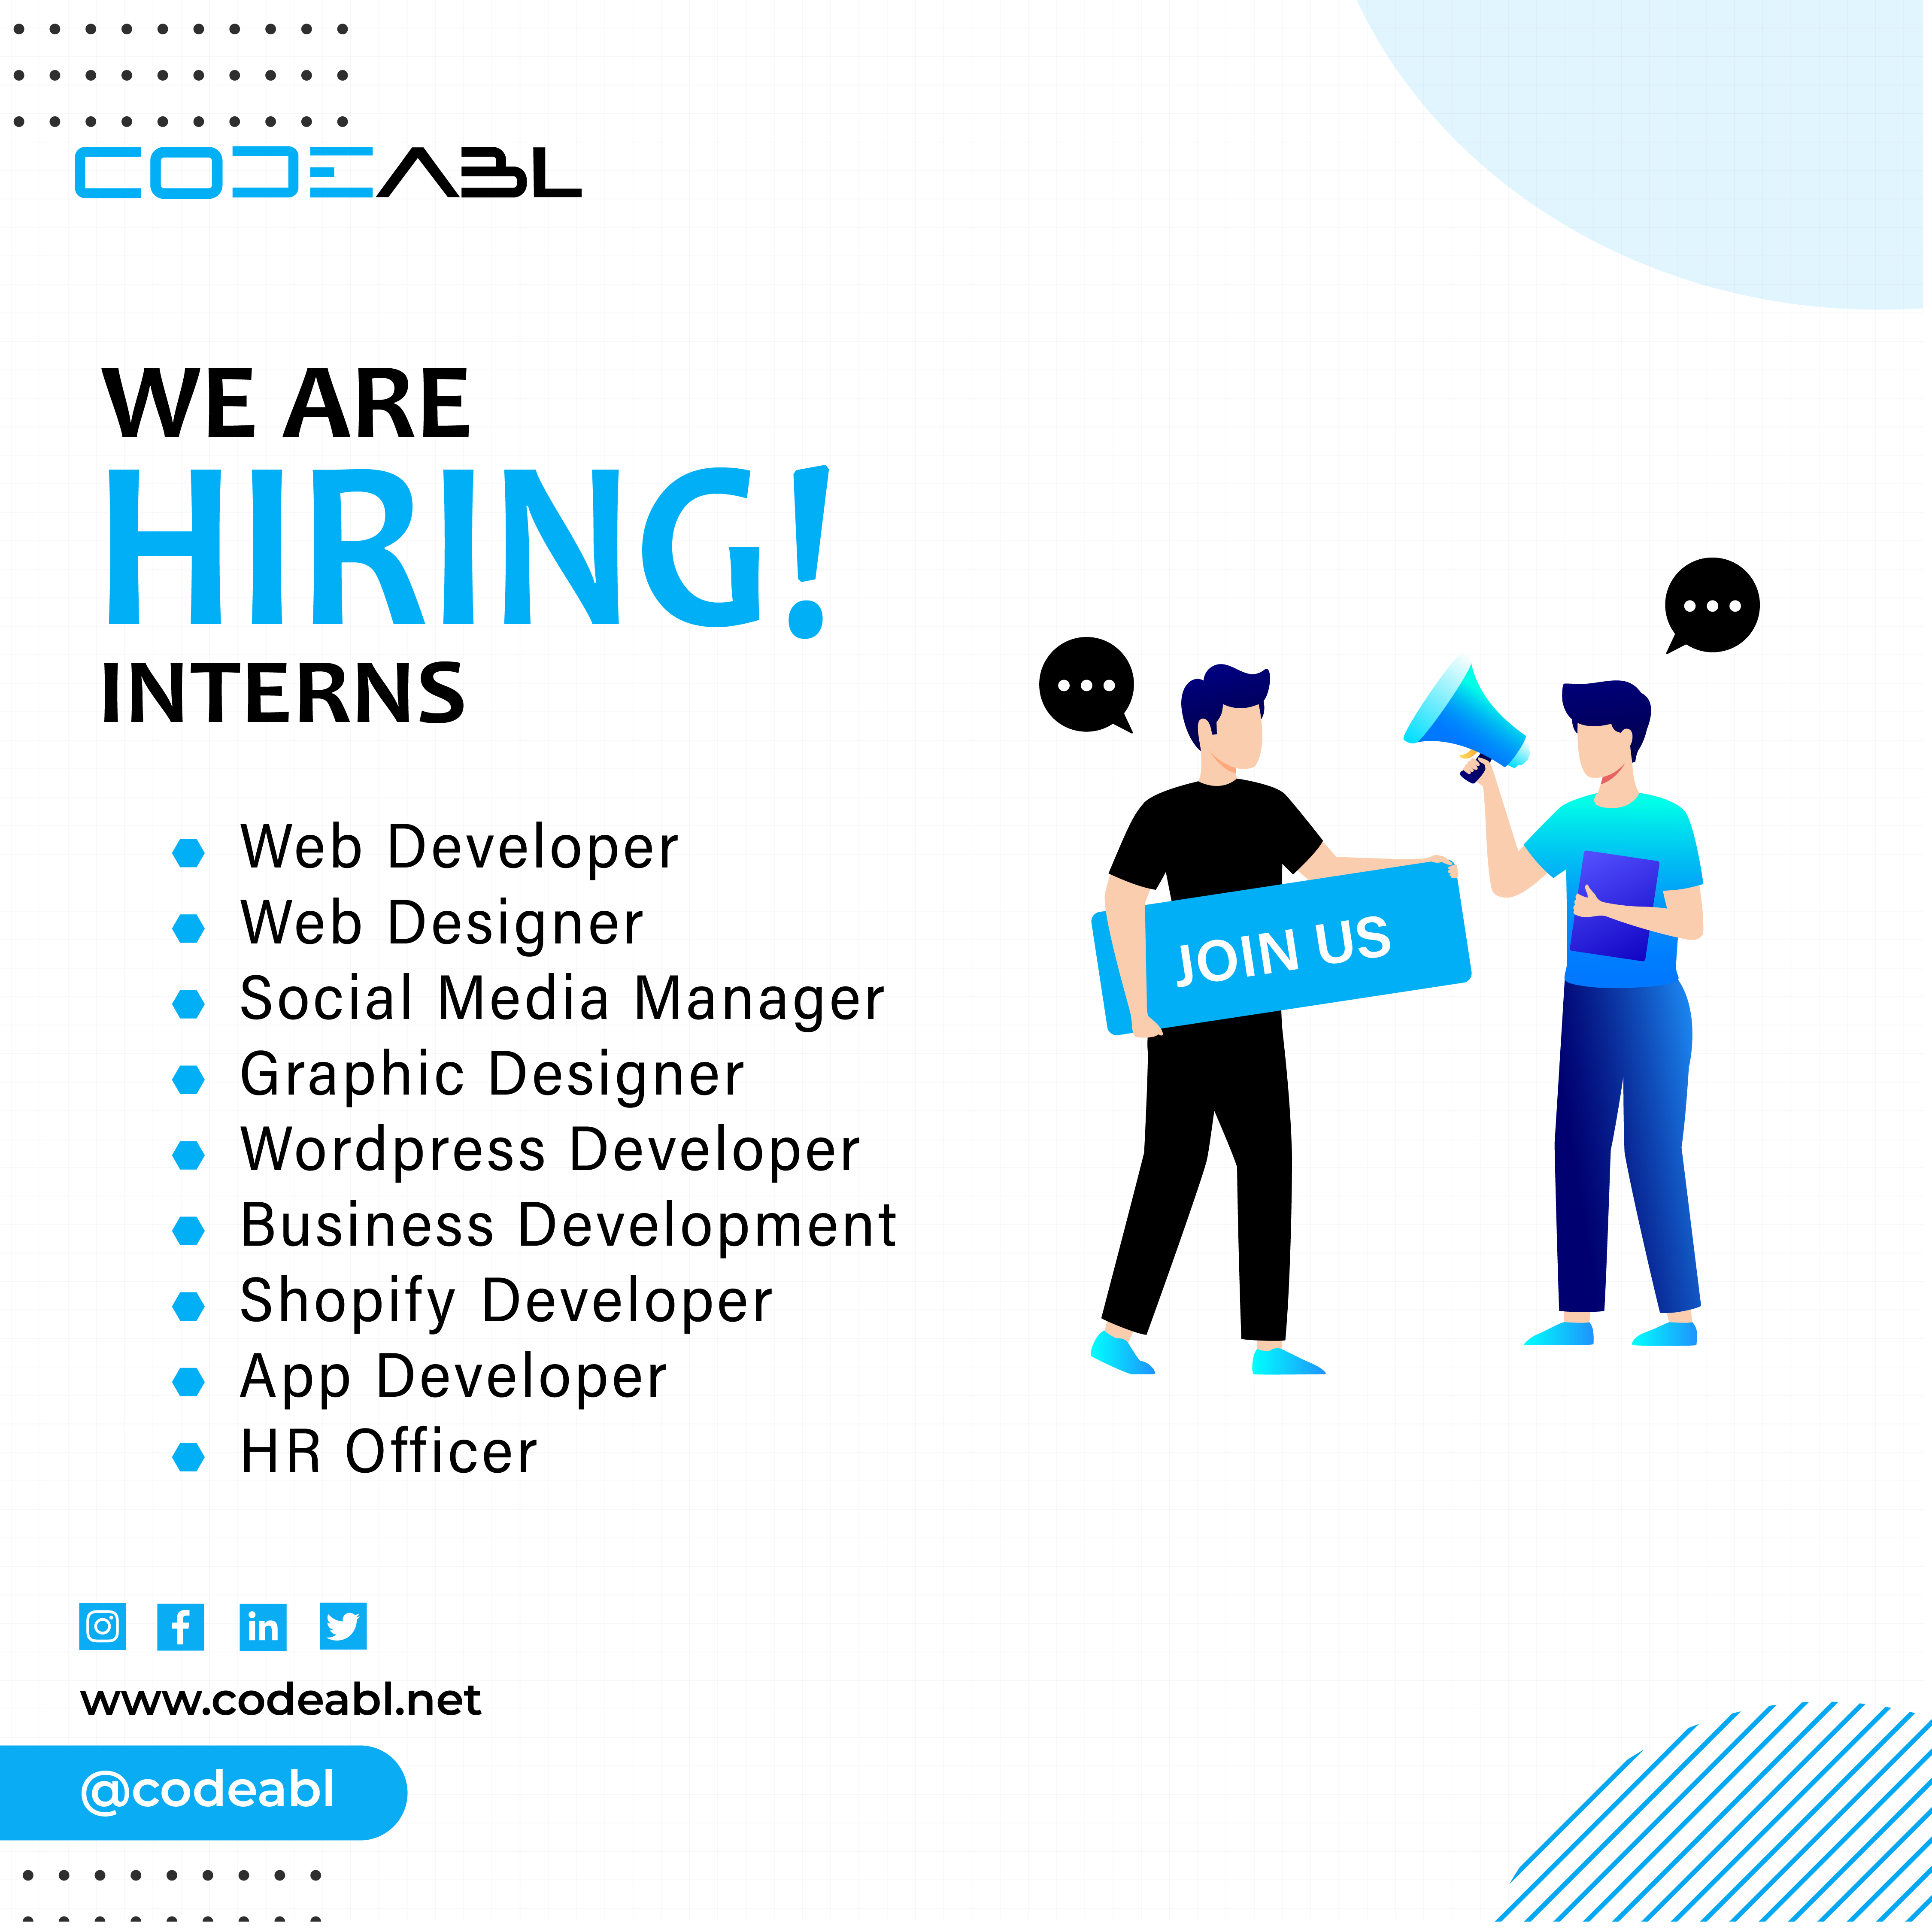 CODEABL
WE ARE
HIRING!
INTERNS
Web Developer
Web Designer
Social Media Manager
Graphic Designer
Wordpress Developer
Business Development
Shopify Developer
App Developer
HR Officer
JOIN US
www.codeabl.net
@codeabl